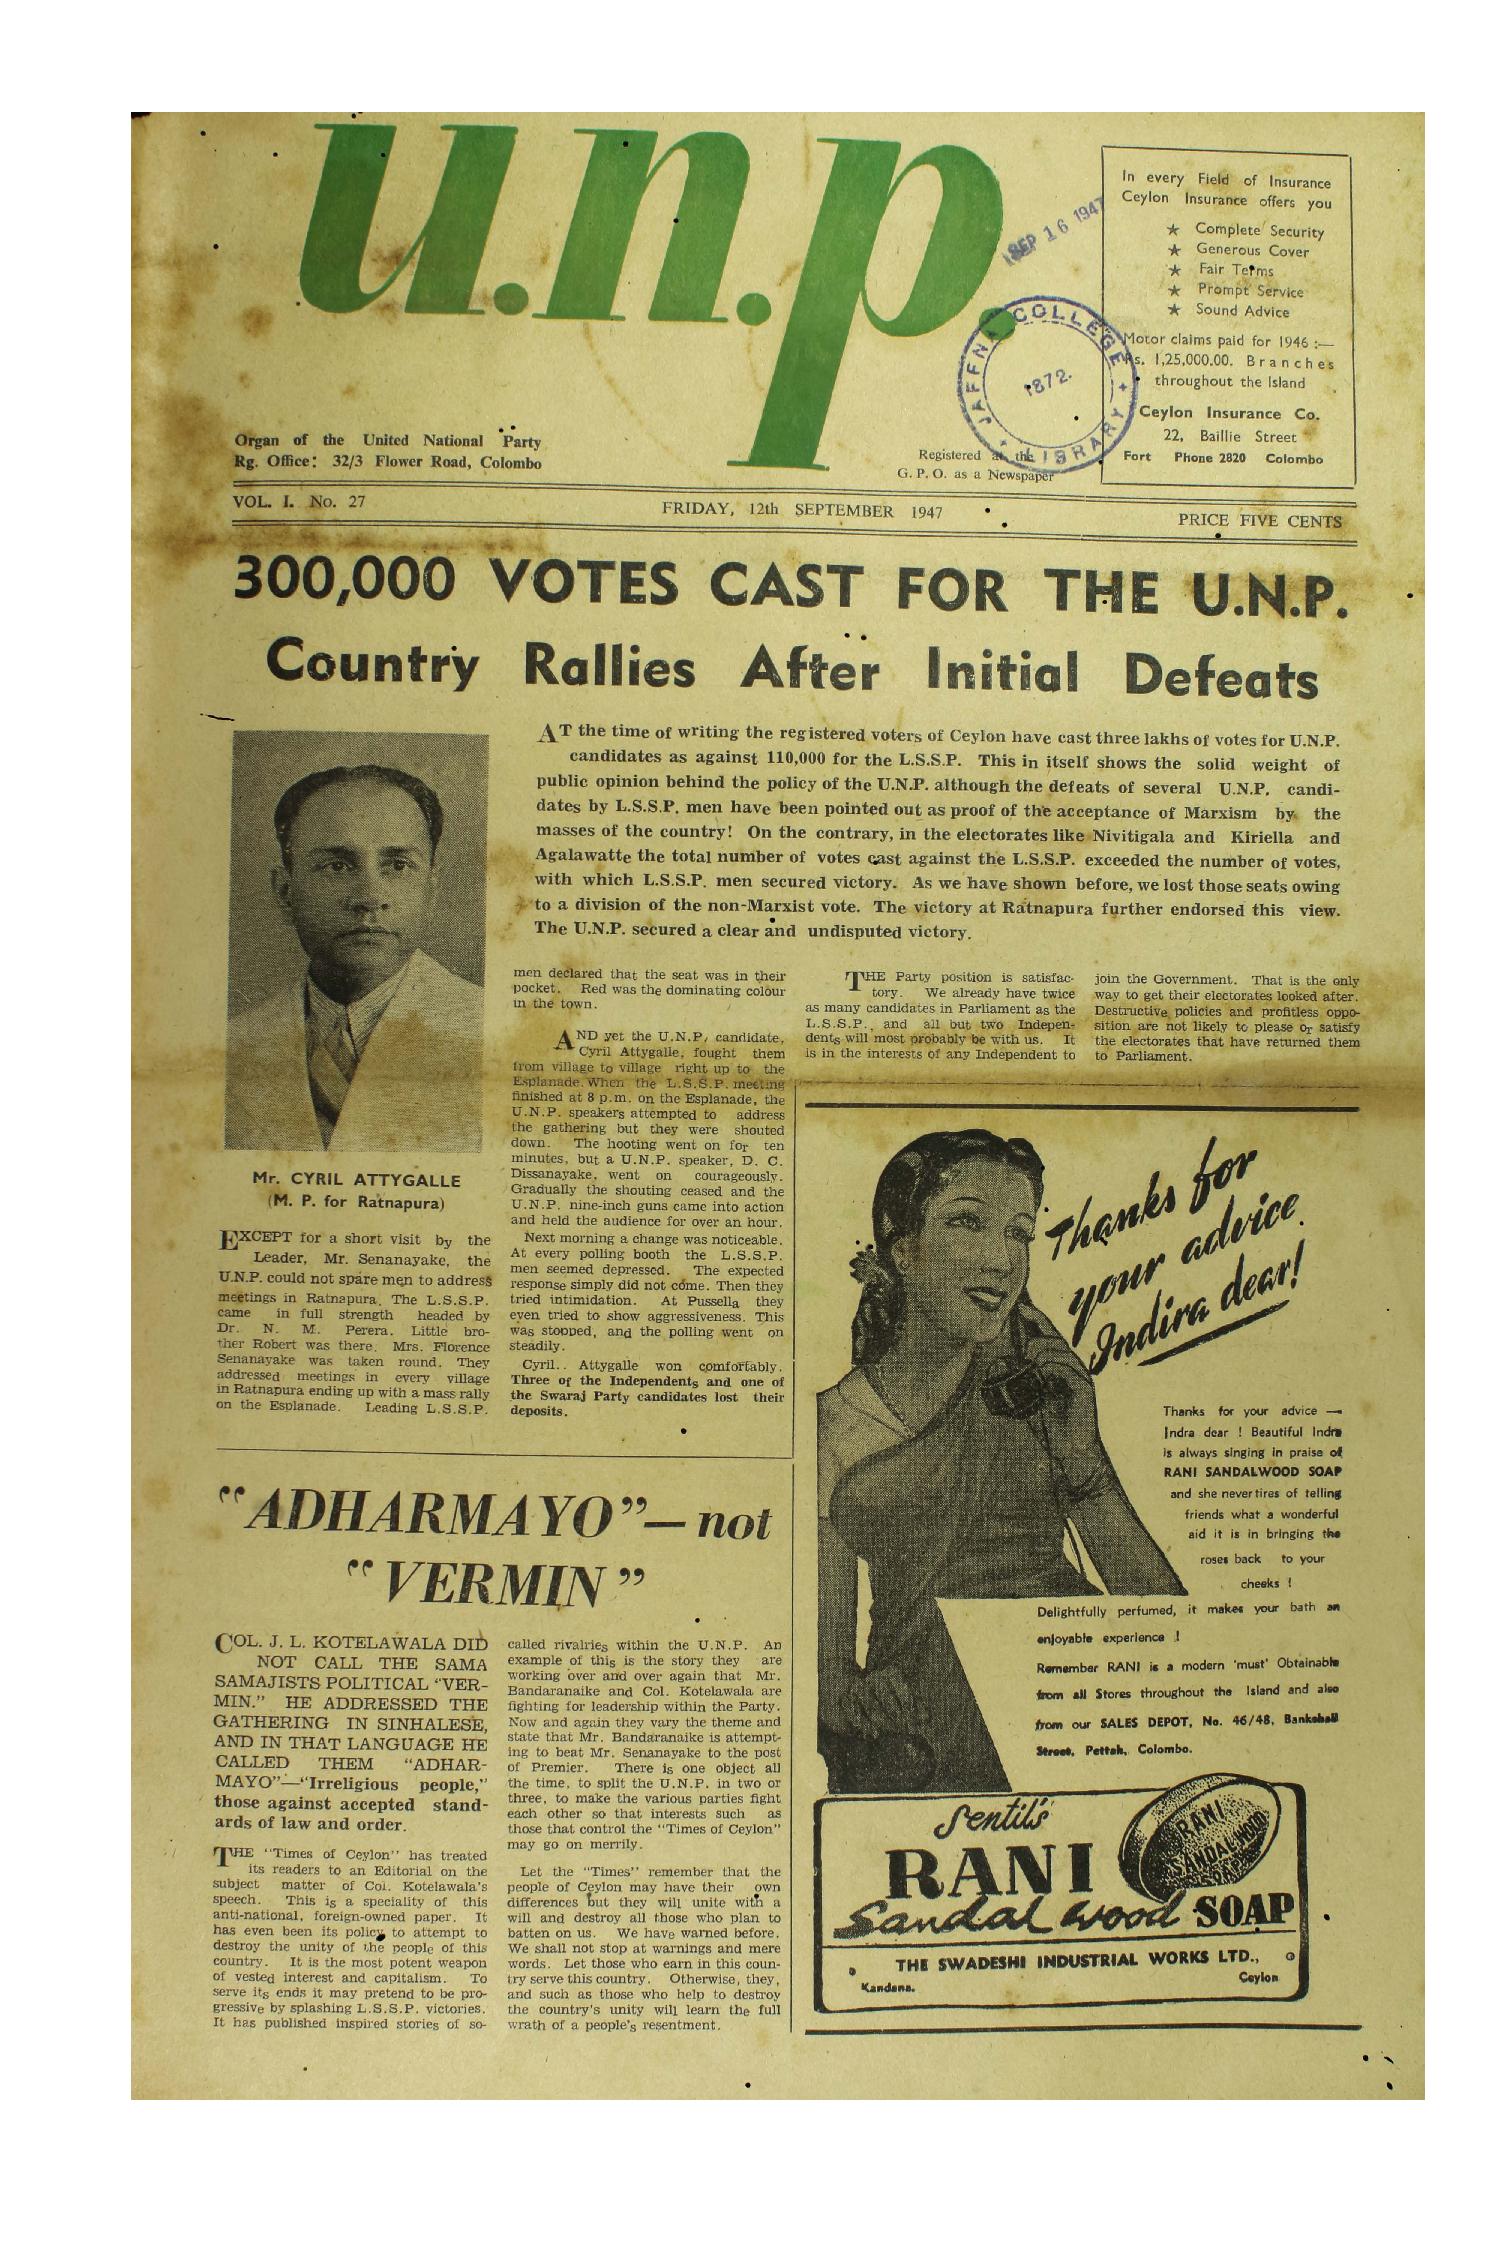 u.n.p.
SEP 16 1947
JAFFNA COLLEGE
LIBRARY
1872.
In every Field of Insurance
Ceylon Insurance offers you
★ Complete Security
★ Generous Cover
★ Fair Terms
★ Prompt Service
★ Sound Advice
Motor claims paid for 1946 :—
Rs. 1,25,000.00. Branches
throughout the Island
Ceylon Insurance Co.
22, Baillie Street
Fort Phone 2820 Colombo
Organ of the United National Party
Rg. Office: 32/3 Flower Road, Colombo
Registered at the
G. P. O. as a Newspaper
VOL. I. No. 27
FRIDAY, 12th SEPTEMBER 1947
PRICE FIVE CENTS
300,000 VOTES CAST FOR THE U.N.P.
Country Rallies After Initial Defeats
AT the time of writing the registered voters of Ceylon have cast three lakhs of votes for U.N.P.
candidates as against 110,000 for the L.S.S.P. This in itself shows the solid weight of
public opinion behind the policy of the U.N.P. although the defeats of several U.N.P. candi-
dates by L.S.S.P. men have been pointed out as proof of the acceptance of Marxism by the
masses of the country! On the contrary, in the electorates like Nivitigala and Kiriella and
Agalawatte the total number of votes cast against the L.S.S.P. exceeded the number of votes,
with which L.S.S.P. men secured victory. As we have shown before, we lost those seats owing
to a division of the non-Marxist vote. The victory at Ratnapura further endorsed this view.
The U.N.P. secured a clear and undisputed victory.
Mr. CYRIL ATTYGALLE
(M. P. for Ratnapura)
EXCEPT for a short visit by the
Leader, Mr. Senanayake, the
U.N.P. could not spare men to address
meetings in Ratnapura. The L.S.S.P.
came in full strength headed by
Dr. N. M. Perera. Little bro-
ther Robert was there. Mrs. Florence
Senanayake was taken round. They
addressed meetings in every village
in Ratnapura ending up with a mass rally
on the Esplanade. Leading L.S.S.P.
men declared that the seat was in their
pocket. Red was the dominating colour
in the town.
AND yet the U.N.P. candidate,
Cyril Attygalle, fought them
from village to village right up to the
Esplanade. When the L.S.S.P. meeting
finished at 8 p.m. on the Esplanade, the
U.N.P. speakers attempted to address
the gathering but they were shouted
down. The hooting went on for ten
minutes, but a U.N.P. speaker, D. C.
Dissanayake, went on courageously.
Gradually the shouting ceased and the
U.N.P. nine-inch guns came into action
and held the audience for over an hour.
Next morning a change was noticeable.
At every polling booth the L.S.S.P.
men seemed depressed. The expected
response simply did not come. Then they
tried intimidation. At Pussella they
even tried to show aggressiveness. This
was stopped, and the polling went on
steadily.
Cyril.. Attygalle won comfortably.
Three of the Independents and one of
the Swaraj Party candidates lost their
deposits.
THE Party position is satisfac-
tory. We already have twice
as many candidates in Parliament as the
L.S.S.P., and all but two Indepen-
dents will most probably be with us. It
is in the interests of any Independent to
join the Government. That is the only
way to get their electorates looked after.
Destructive policies and profitless oppo-
sition are not likely to please or satisfy
the electorates that have returned them
to Parliament.
"ADHARMAYO"—not
"VERMIN"
COL. J. L. KOTELAWALA DID
NOT CALL THE SAMA
SAMAJISTS POLITICAL "VER-
MIN." HE ADDRESSED THE
GATHERING IN SINHALESE,
AND IN THAT LANGUAGE HE
CALLED THEM "ADHAR-
MAYO"—"Irreligious people,"
those against accepted stand-
ards of law and order.
THE "Times of Ceylon" has treated
its readers to an Editorial on the
subject matter of Col. Kotelawala's
speech. This is a speciality of this
anti-national, foreign-owned paper. It
has even been its policy to attempt to
destroy the unity of the people of this
country. It is the most potent weapon
of vested interest and capitalism. To
serve its ends it may pretend to be pro-
gressive by splashing L.S.S.P. victories.
It has published inspired stories of so-
called rivalries within the U.N.P. An
example of this is the story they are
working over and over again that Mr.
Bandaranaike and Col. Kotelawala are
fighting for leadership within the Party.
Now and again they vary the theme and
state that Mr. Bandaranaike is attempt-
ing to beat Mr. Senanayake to the post
of Premier. There is one object all
the time, to split the U.N.P. in two or
three, to make the various parties fight
each other so that interests such as
those that control the "Times of Ceylon"
may go on merrily.
Let the "Times" remember that the
people of Ceylon may have their own
differences but they will unite with a
will and destroy all those who plan to
batten on us. We have warned before.
We shall not stop at warnings and mere
words. Let those who earn in this coun-
try serve this country. Otherwise, they,
and such as those who help to destroy
the country's unity will learn the full
wrath of a people's resentment.
Thanks for
your advice
Indira dear!
Thanks for your advice —
Indra dear ! Beautiful Indra
is always singing in praise of
RANI SANDALWOOD SOAP
and she never tires of telling
friends what a wonderful
aid it is in bringing the
roses back to your
cheeks !
Delightfully perfumed, it makes your bath an
enjoyable experience !
Remember RANI is a modern 'must' Obtainable
from all Stores throughout the Island and also
from our SALES DEPOT, No. 46/48, Bankshall
Street, Pettah, Colombo.
Sentil's
RANI
Sandal wood SOAP
RANI
SANDALWOOD
SOAP
THE SWADESHI INDUSTRIAL WORKS LTD.,
Kandana. Ceylon